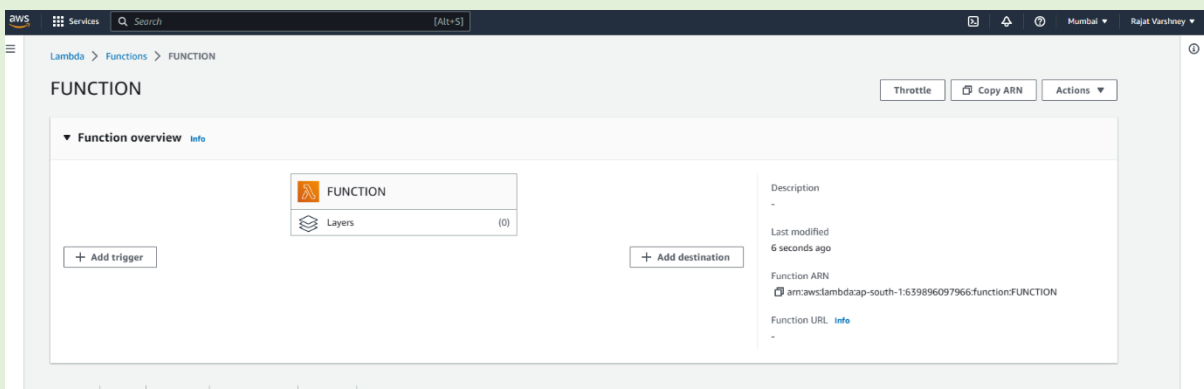 aws Services Search [Alt+S] Mumbai ▼ Rajat Varshney ▼
Lambda > Functions > FUNCTION
FUNCTION
Throttle Copy ARN Actions ▼
▼ Function overview Info
FUNCTION
Layers (0)
+ Add trigger
+ Add destination
Description
-
Last modified
6 seconds ago
Function ARN
arn:aws:lambda:ap-south-1:639896097966:function:FUNCTION
Function URL Info
-